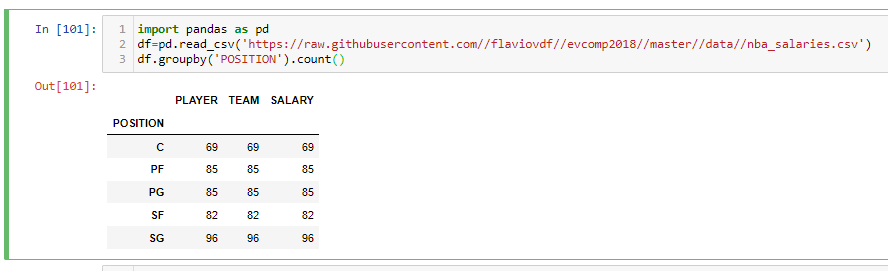 In [101]:
1 import pandas as pd
2 df=pd.read_csv('https://raw.githubusercontent.com//flaviovdf//evcomp2018//master//data//nba_salaries.csv')
3 df.groupby('POSITION').count()
Out[101]:
PLAYER TEAM SALARY
POSITION
C 69 69 69
PF 85 85 85
PG 85 85 85
SF 82 82 82
SG 96 96 96